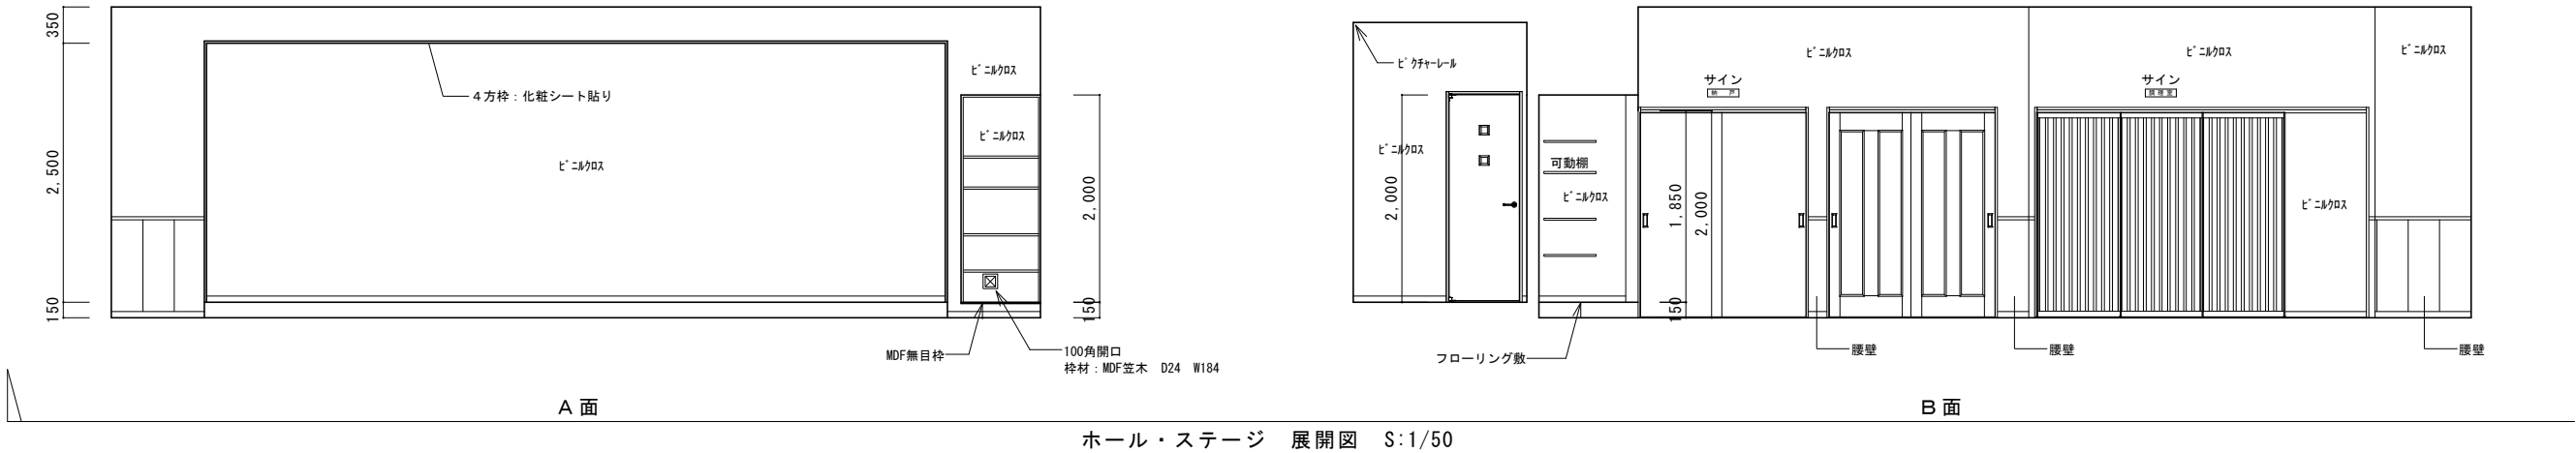 350
2,500
150
4方枠：化粧シート貼り
ビニルクロス
ビニルクロス
ビニルクロス
2,000
150
MDF無目枠
100角開口
枠材：MDF笠木　D24　W184
A面
ピクチャーレール
ビニルクロス
2,000
可動棚
ビニルクロス
フローリング敷
サイン
納　戸
ビニルクロス
1,850
2,000
150
腰壁
腰壁
サイン
調理室
ビニルクロス
ビニルクロス
ビニルクロス
腰壁
B面
ホール・ステージ　展開図　S:1/50